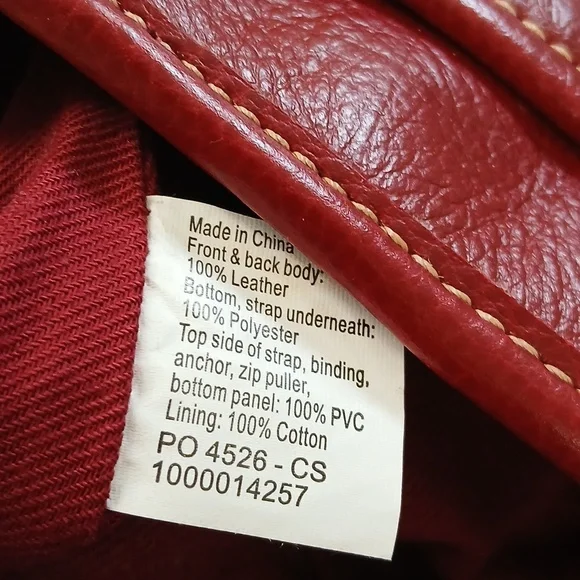 Made in China
Front & back body:
100% Leather
Bottom, strap underneath:
100% Polyester
Top side of strap, binding,
anchor, zip puller,
bottom panel: 100% PVC
Lining: 100% Cotton
PO 4526 - CS
1000014257